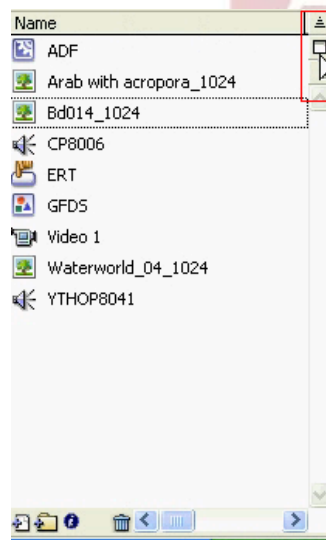 Name
ADF
Arab with acropora_1024
Bd014_1024
CP8006
ERT
GFDS
Video 1
Waterworld_04_1024
YTHOP8041